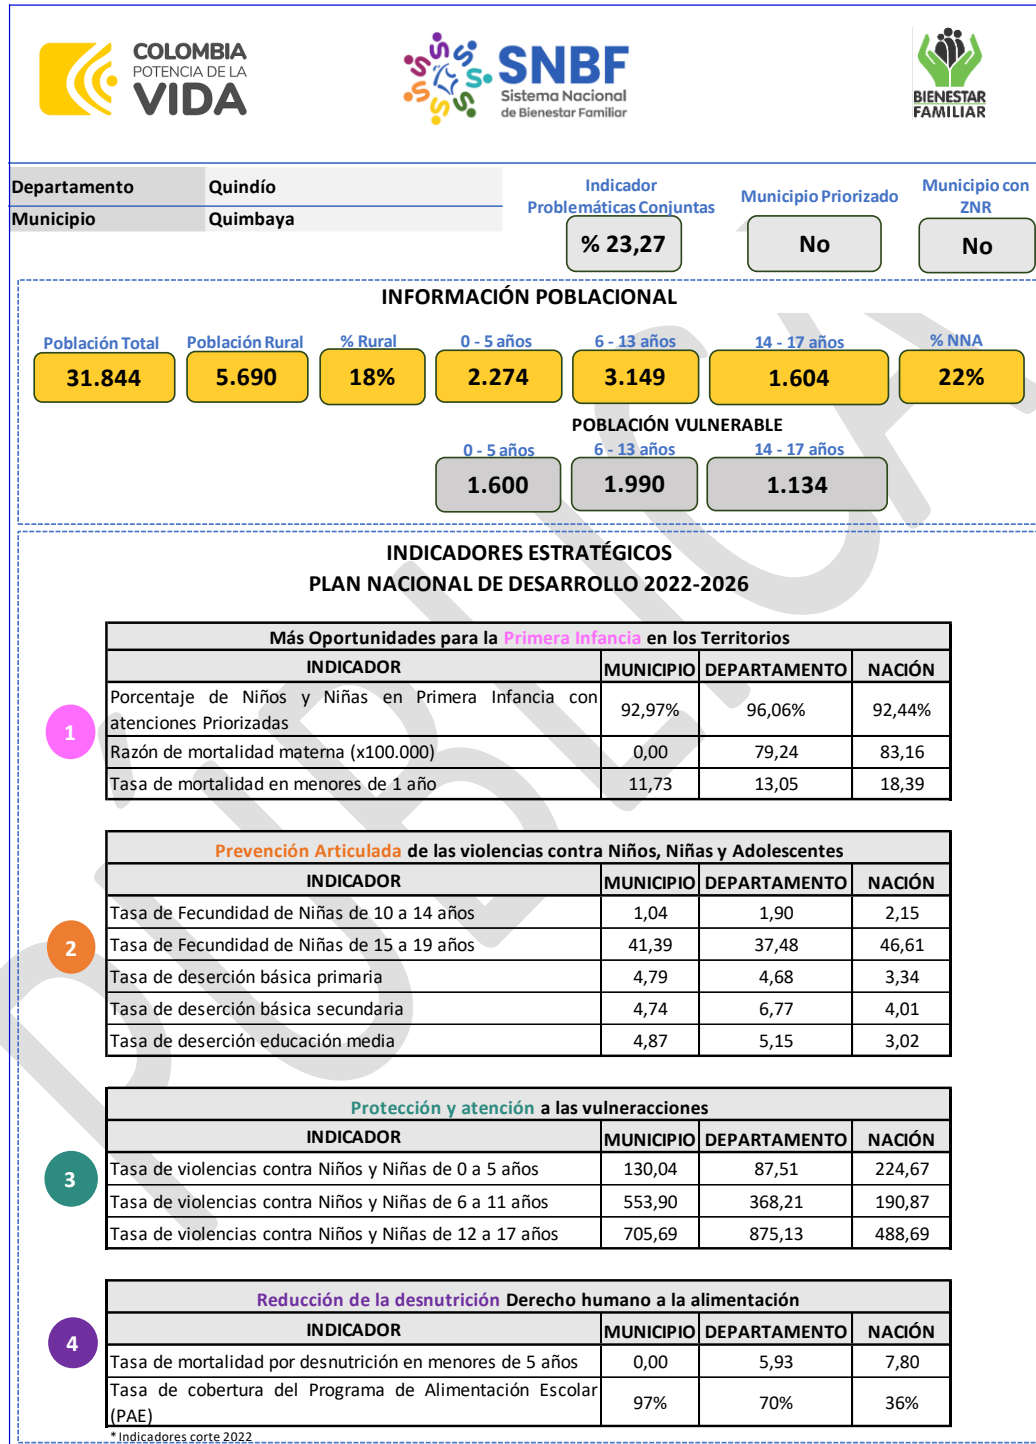 COLOMBIA
POTENCIA DE LA
VIDA
SNBF
Sistema Nacional
de Bienestar Familiar
BIENESTAR
FAMILIAR
Departamento Quindío
Municipio Quimbaya
Indicador
Problemáticas Conjuntas
% 23,27
Municipio Priorizado
No
Municipio con
ZNR
No
INFORMACIÓN POBLACIONAL
Población Total Población Rural % Rural 0 - 5 años 6 - 13 años 14 - 17 años % NNA
31.844 5.690 18% 2.274 3.149 1.604 22%
POBLACIÓN VULNERABLE
0 - 5 años 6 - 13 años 14 - 17 años
1.600 1.990 1.134
INDICADORES ESTRATÉGICOS
PLAN NACIONAL DE DESARROLLO 2022-2026
1
Más Oportunidades para la Primera Infancia en los Territorios
INDICADOR MUNICIPIO DEPARTAMENTO NACIÓN
Porcentaje de Niños y Niñas en Primera Infancia con
atenciones Priorizadas 92,97% 96,06% 92,44%
Razón de mortalidad materna (x100.000) 0,00 79,24 83,16
Tasa de mortalidad en menores de 1 año 11,73 13,05 18,39
2
Prevención Articulada de las violencias contra Niños, Niñas y Adolescentes
INDICADOR MUNICIPIO DEPARTAMENTO NACIÓN
Tasa de Fecundidad de Niñas de 10 a 14 años 1,04 1,90 2,15
Tasa de Fecundidad de Niñas de 15 a 19 años 41,39 37,48 46,61
Tasa de deserción básica primaria 4,79 4,68 3,34
Tasa de deserción básica secundaria 4,74 6,77 4,01
Tasa de deserción educación media 4,87 5,15 3,02
3
Protección y atención a las vulneracciones
INDICADOR MUNICIPIO DEPARTAMENTO NACIÓN
Tasa de violencias contra Niños y Niñas de 0 a 5 años 130,04 87,51 224,67
Tasa de violencias contra Niños y Niñas de 6 a 11 años 553,90 368,21 190,87
Tasa de violencias contra Niños y Niñas de 12 a 17 años 705,69 875,13 488,69
4
Reducción de la desnutrición Derecho humano a la alimentación
INDICADOR MUNICIPIO DEPARTAMENTO NACIÓN
Tasa de mortalidad por desnutrición en menores de 5 años 0,00 5,93 7,80
Tasa de cobertura del Programa de Alimentación Escolar
(PAE) 97% 70% 36%
* Indicadores corte 2022
PÚBLICA